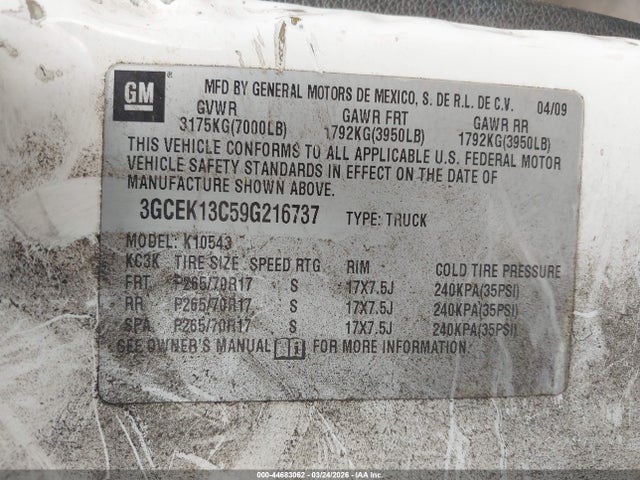 GM
MFD BY GENERAL MOTORS DE MEXICO, S. DE R.L. DE C.V. 04/09
GVWR GAWR FRT GAWR RR
3175KG(7000LB) 1792KG(3950LB) 1792KG(3950LB)
THIS VEHICLE CONFORMS TO ALL APPLICABLE U.S. FEDERAL MOTOR
VEHICLE SAFETY STANDARDS IN EFFECT ON THE DATE OF
MANUFACTURE SHOWN ABOVE.
3GCEK13C59G216737 TYPE: TRUCK
MODEL: K10543
KC3K TIRE SIZE SPEED RTG RIM COLD TIRE PRESSURE
FRT P265/70R17 S 17X7.5J 240KPA(35PSI)
RR P265/70R17 S 17X7.5J 240KPA(35PSI)
SPA P265/70R17 S 17X7.5J 240KPA(35PSI)
SEE OWNER'S MANUAL FOR MORE INFORMATION.
000-44683062 - 03/24/2026 - COPYRIGHT IAA